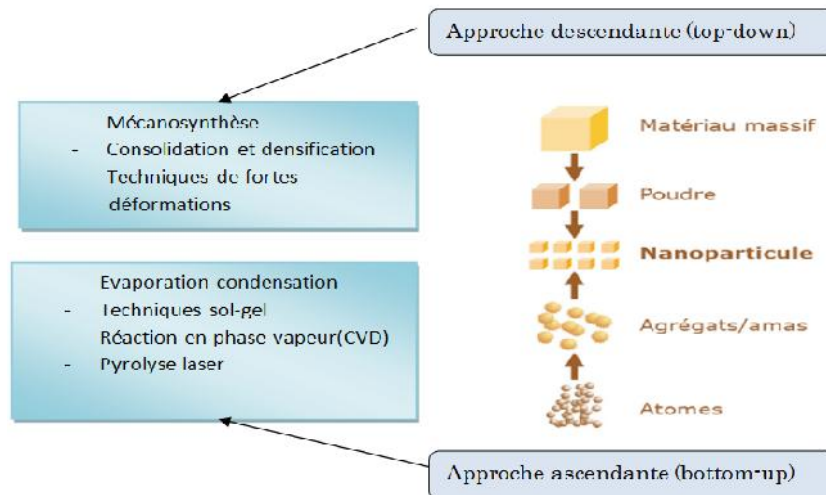 Approche descendante (top-down)
Mécanosynthèse
- Consolidation et densification
Techniques de fortes
déformations
Evaporation condensation
- Techniques sol-gel
Réaction en phase vapeur(CVD)
- Pyrolyse laser
Matériau massif
Poudre
Nanoparticule
Agrégats/amas
Atomes
Approche ascendante (bottom-up)